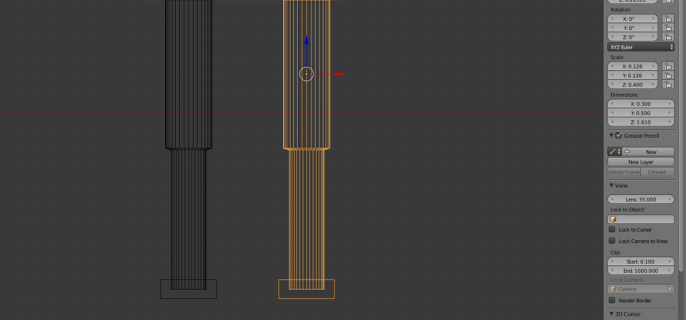 Rotation:
X: 0°
Y: 0°
Z: 0°
XYZ Euler
Scale:
X: 0.126
Y: 0.126
Z: 0.400
Dimensions:
X: 0.300
Y: 0.500
Z: 1.610
Grease Pencil
New
New Layer
Delete Frame Convert
View
Lens: 35.000
Lock to Object:
Lock to Cursor
Lock Camera to View
Clip:
Start: 0.100
End: 1000.000
Local Camera:
Camera
Render Border
3D Cursor